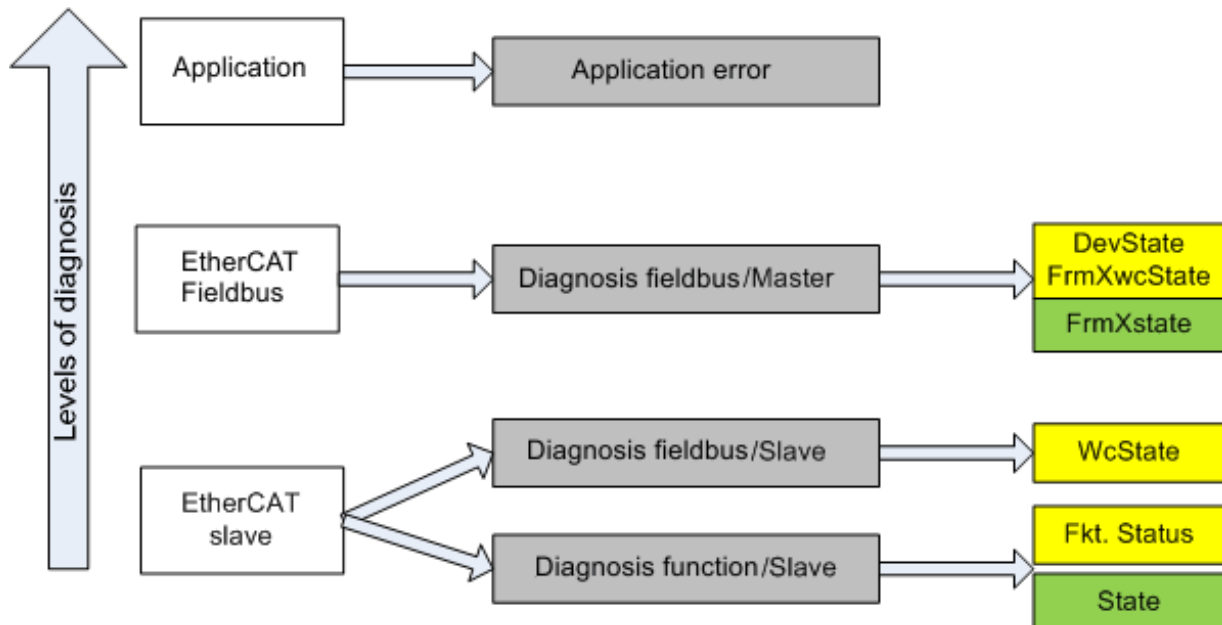 Levels of diagnosis
Application
Application error
EtherCAT
Fieldbus
Diagnosis fieldbus/Master
DevState
FrmXwcState
FrmXstate
EtherCAT
slave
Diagnosis fieldbus/Slave
WcState
Diagnosis function/Slave
Fkt. Status
State